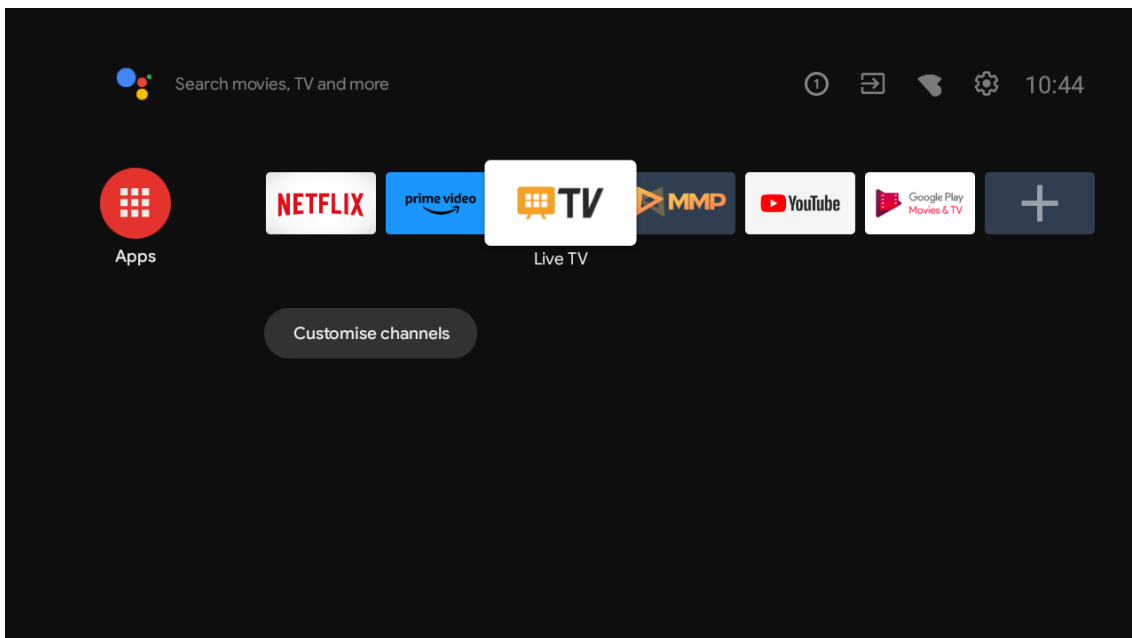 Search movies, TV and more
1
10:44
NETFLIX
prime video
TV
MMP
YouTube
Google Play
Movies & TV
Apps
Live TV
Customise channels